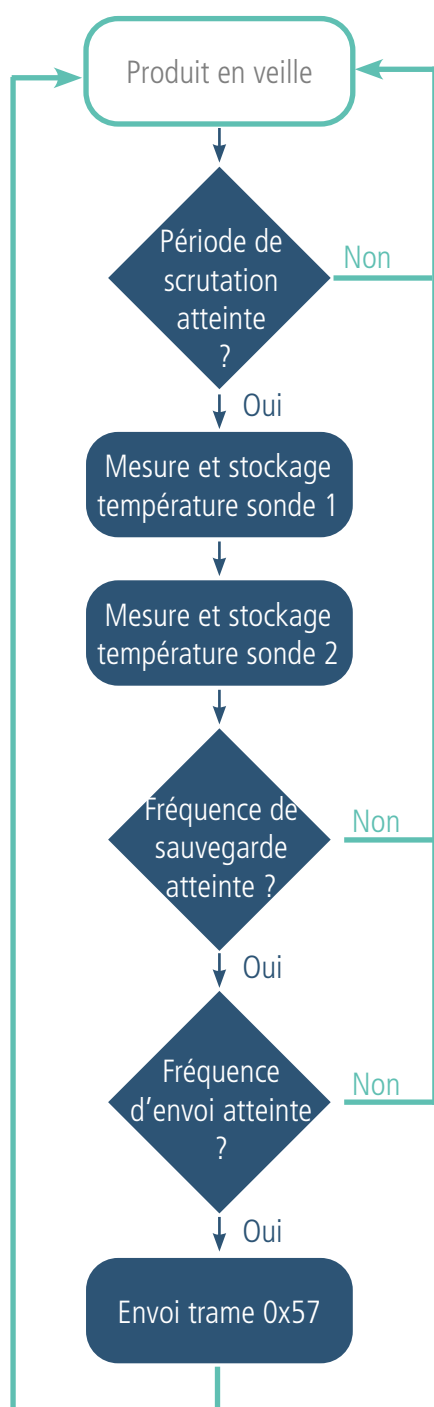 Produit en veille
Période de
scrutation
atteinte
?
Non
Oui
Mesure et stockage
température sonde 1
Mesure et stockage
température sonde 2
Fréquence de
sauvegarde
atteinte ?
Non
Oui
Fréquence
d’envoi atteinte
?
Non
Oui
Envoi trame 0x57